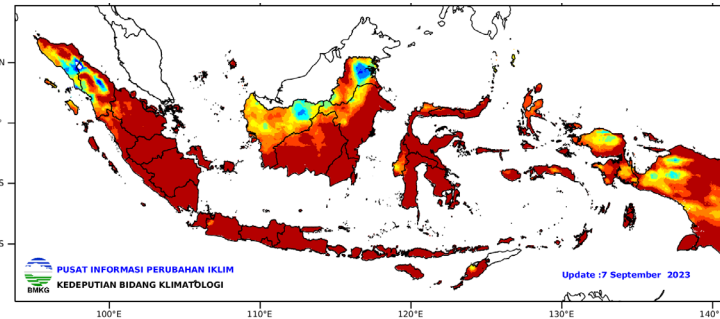 N
S
S
PUSAT INFORMASI PERUBAHAN IKLIM
KEDEPUTIAN BIDANG KLIMATOLOGI
BMKG
Update :7 September 2023
100°E 110°E 120°E 130°E 140°